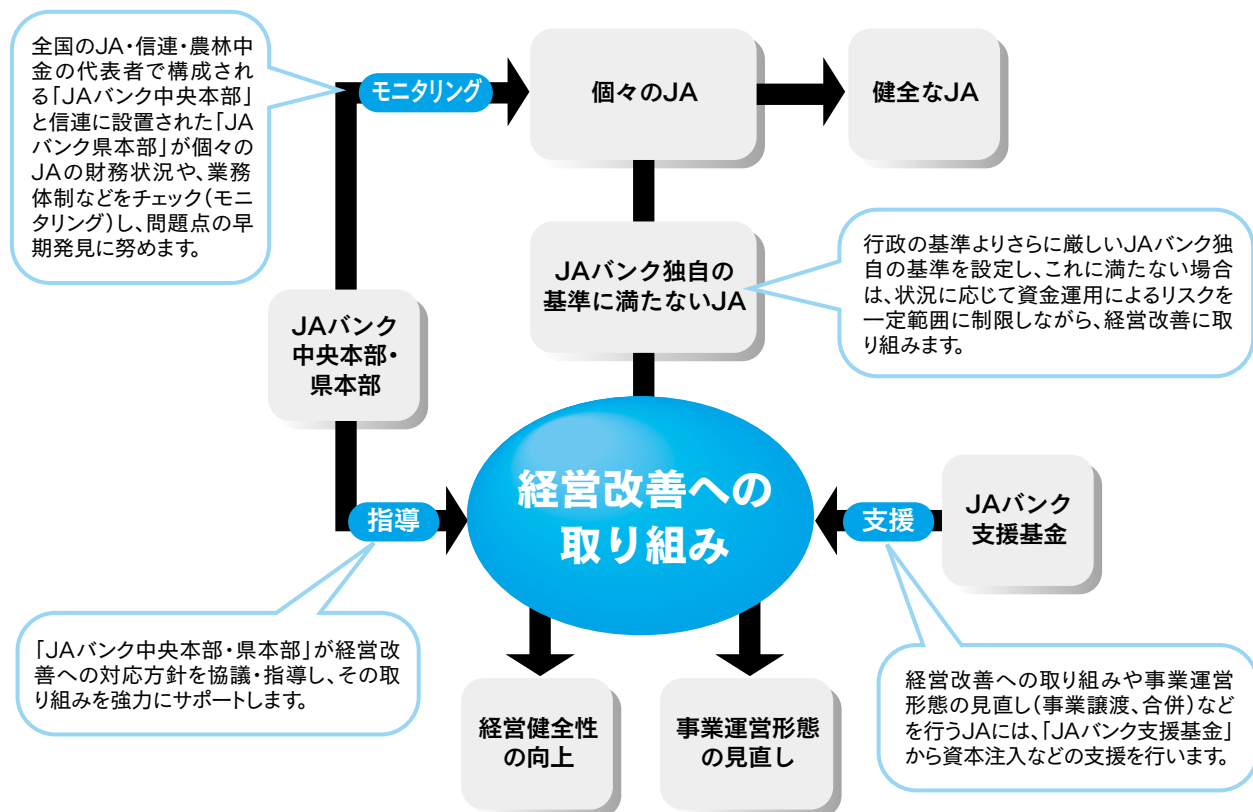 全国のJA・信連・農林中
金の代表者で構成され
る「JAバンク中央本部」
と信連に設置された「JA
バンク県本部」が個々の
JAの財務状況や、業務
体制などをチェック(モニ
タリング)し、問題点の早
期発見に努めます。
モニタリング
個々のJA
健全なJA
JAバンク独自の
基準に満たないJA
行政の基準よりさらに厳しいJAバンク独
自の基準を設定し、これに満たない場合
は、状況に応じて資金運用によるリスクを
一定範囲に制限しながら、経営改善に取
り組みます。
JAバンク
中央本部・
県本部
経営改善への
取り組み
指導
支援
JAバンク
支援基金
「JAバンク中央本部・県本部」が経営改
善への対応方針を協議・指導し、その取
り組みを強力にサポートします。
経営健全性
の向上
事業運営形態
の見直し
経営改善への取り組みや事業運営
形態の見直し(事業譲渡、合併)など
を行うJAには、「JAバンク支援基金」
から資本注入などの支援を行います。